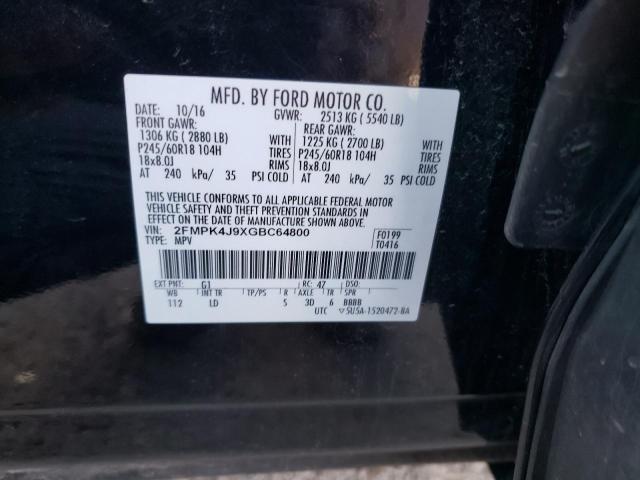 MFD. BY FORD MOTOR CO.
DATE: 10/16 GVWR: 2513 KG ( 5540 LB)
FRONT GAWR: REAR GAWR:
1306 KG ( 2880 LB) WITH 1225 KG ( 2700 LB) WITH
P245/60R18 104H TIRES P245/60R18 104H TIRES
18x8.0J RIMS 18x8.0J RIMS
AT 240 kPa/ 35 PSI COLD AT 240 kPa/ 35 PSI COLD
THIS VEHICLE CONFORMS TO ALL APPLICABLE FEDERAL MOTOR
VEHICLE SAFETY AND THEFT PREVENTION STANDARDS IN EFFECT
ON THE DATE OF MANUFACTURE SHOWN ABOVE.
VIN: 2FMPK4J9XGBC64800 F0199
TYPE: MPV T0416
EXT PNT: G1 RC: 47 DSO:
WB INT TR TP/PS R AXLE TR SPR
112 LD S 3D 6 BBBB
UTC ▽5U5A-1520472-BA